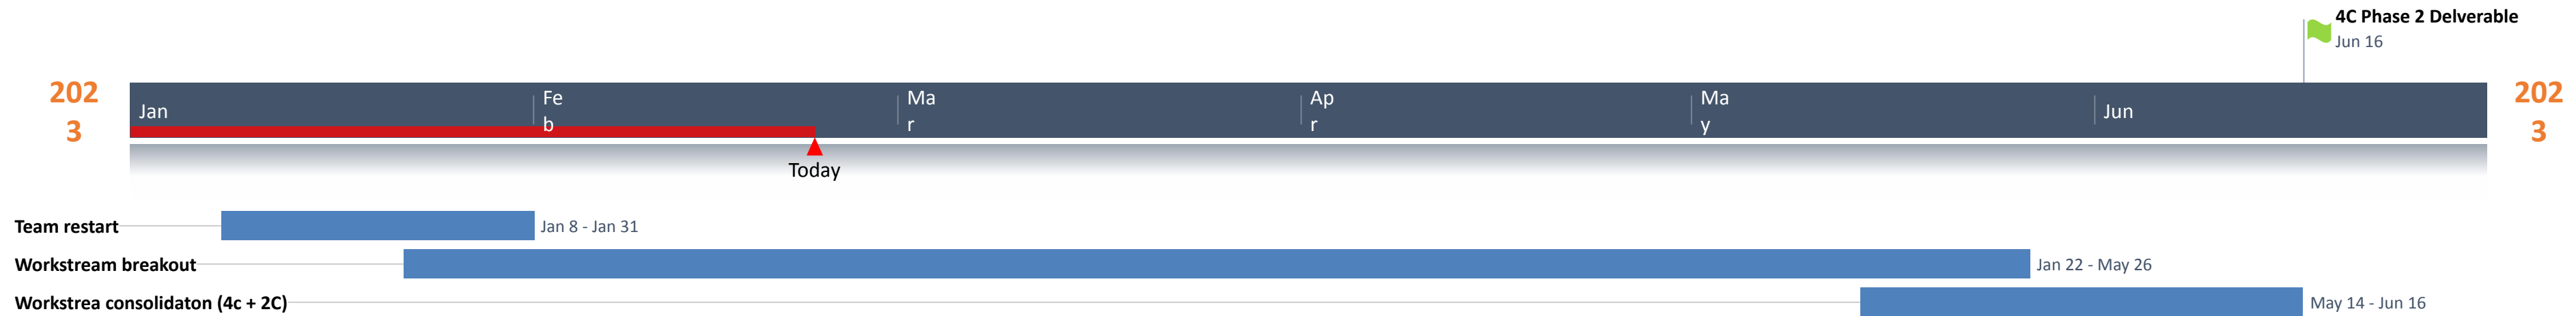 4C Phase 2 Delverable
Jun 16
202
3
Jan
Fe
b
Ma
r
Ap
r
Ma
y
Jun
202
3
Today
Team restart
Jan 8 - Jan 31
Workstream breakout
Jan 22 - May 26
Workstrea consolidaton (4c + 2C)
May 14 - Jun 16